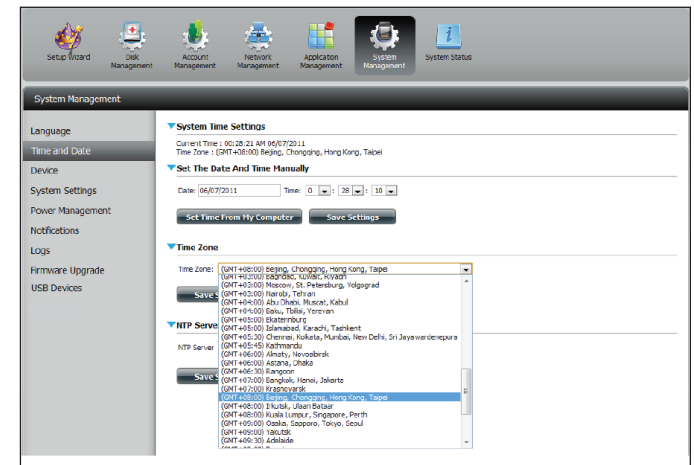 Setup Wizard
Disk Management
Account Management
Network Management
Application Management
System Management
System Status
System Management
Language
Time and Date
Device
System Settings
Power Management
Notifications
Logs
Firmware Upgrade
USB Devices
System Time Settings
Current Time : 00:28:21 AM 06/07/2011
Time Zone : (GMT+08:00) Beijing, Chongqing, Hong Kong, Taipei
Set The Date And Time Manually
Date: 06/07/2011 Time: 0 : 28 : 10
Set Time From My Computer Save Settings
Time Zone
Time Zone: (GMT+08:00) Beijing, Chongqing, Hong Kong, Taipei
(GMT+03:00) Baghdad, Kuwait, Riyadh
(GMT+03:00) Moscow, St. Petersburg, Volgograd
(GMT+03:00) Nairobi, Tehran
(GMT+04:00) Abu Dhabi, Muscat, Kabul
(GMT+04:00) Baku, Tbilisi, Yerevan
(GMT+05:00) Ekaterinburg
(GMT+05:00) Islamabad, Karachi, Tashkent
(GMT+05:30) Chennai, Kolkata, Mumbai, New Delhi, Sri Jayawardenepura
(GMT+05:45) Kathmandu
(GMT+06:00) Almaty, Novosibirsk
(GMT+06:00) Astana, Dhaka
(GMT+06:30) Rangoon
(GMT+07:00) Bangkok, Hanoi, Jakarta
(GMT+07:00) Krasnoyarsk
(GMT+08:00) Beijing, Chongqing, Hong Kong, Taipei
(GMT+08:00) Irkutsk, Ulaan Bataar
(GMT+08:00) Kuala Lumpur, Singapore, Perth
(GMT+09:00) Osaka, Sapporo, Tokyo, Seoul
(GMT+09:00) Yakutsk
(GMT+09:30) Adelaide
Save S
NTP Serve
NTP Server
Save S